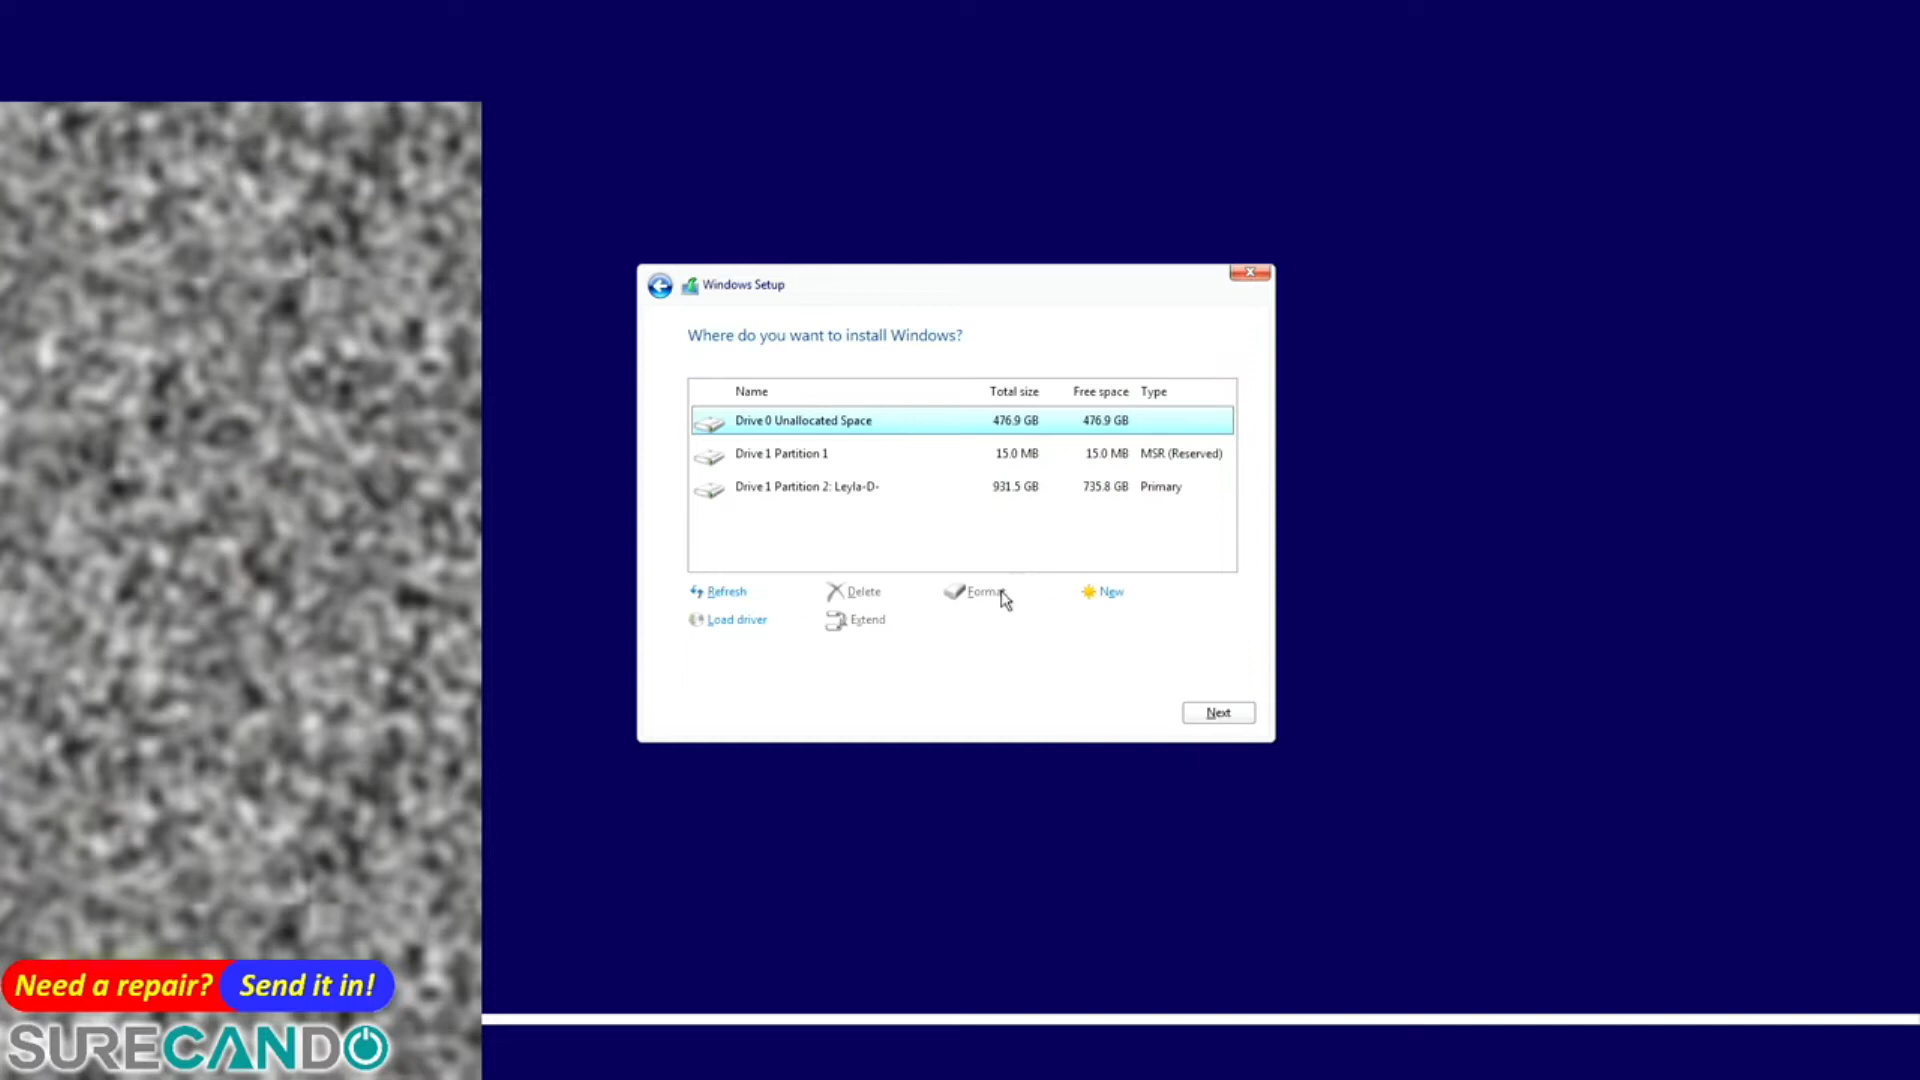 Windows Setup
Where do you want to install Windows?
Name Total size Free space Type
Drive 0 Unallocated Space 476.9 GB 476.9 GB
Drive 1 Partition 1 15.0 MB 15.0 MB MSR (Reserved)
Drive 1 Partition 2: Leyla-D- 931.5 GB 735.8 GB Primary
Refresh Delete Format New
Load driver Extend
Next
Need a repair? Send it in!
SURECANDO